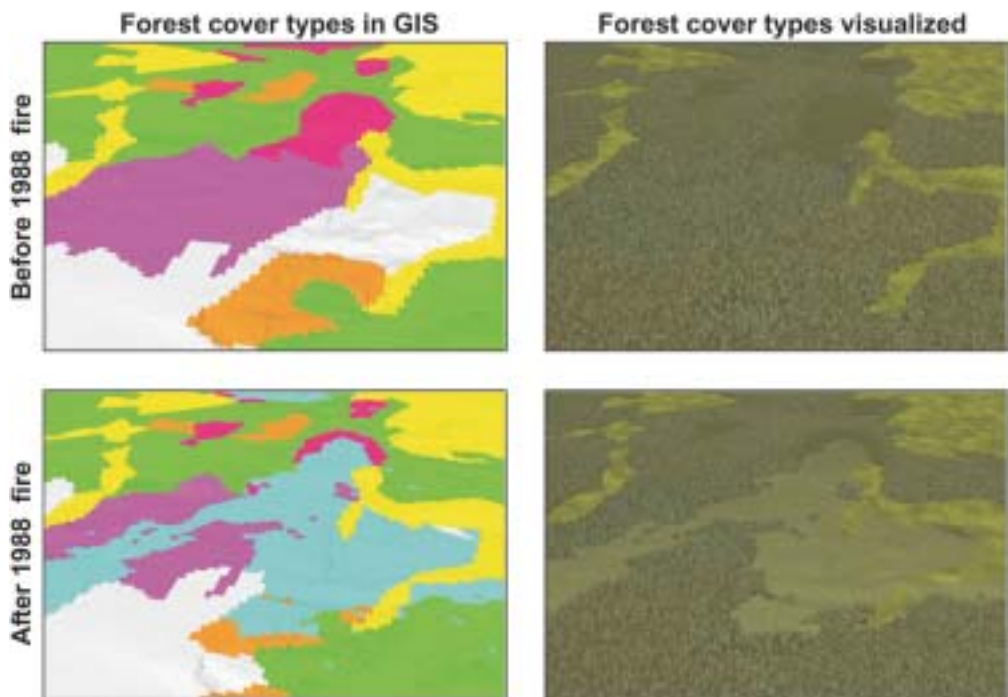 Forest cover types in GIS
Forest cover types visualized
Before 1988 fire
After 1988 fire